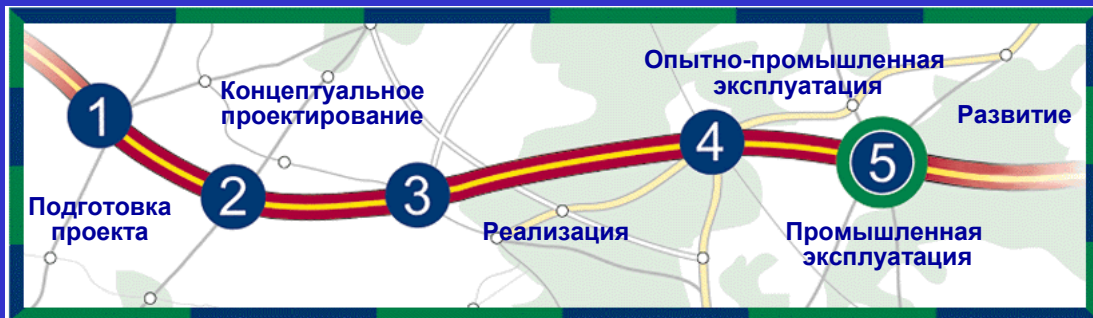 1
Подготовка
проекта
2
Концептуальное
проектирование
3
Реализация
4
Опытно-промышленная
эксплуатация
5
Промышленная
эксплуатация
Развитие